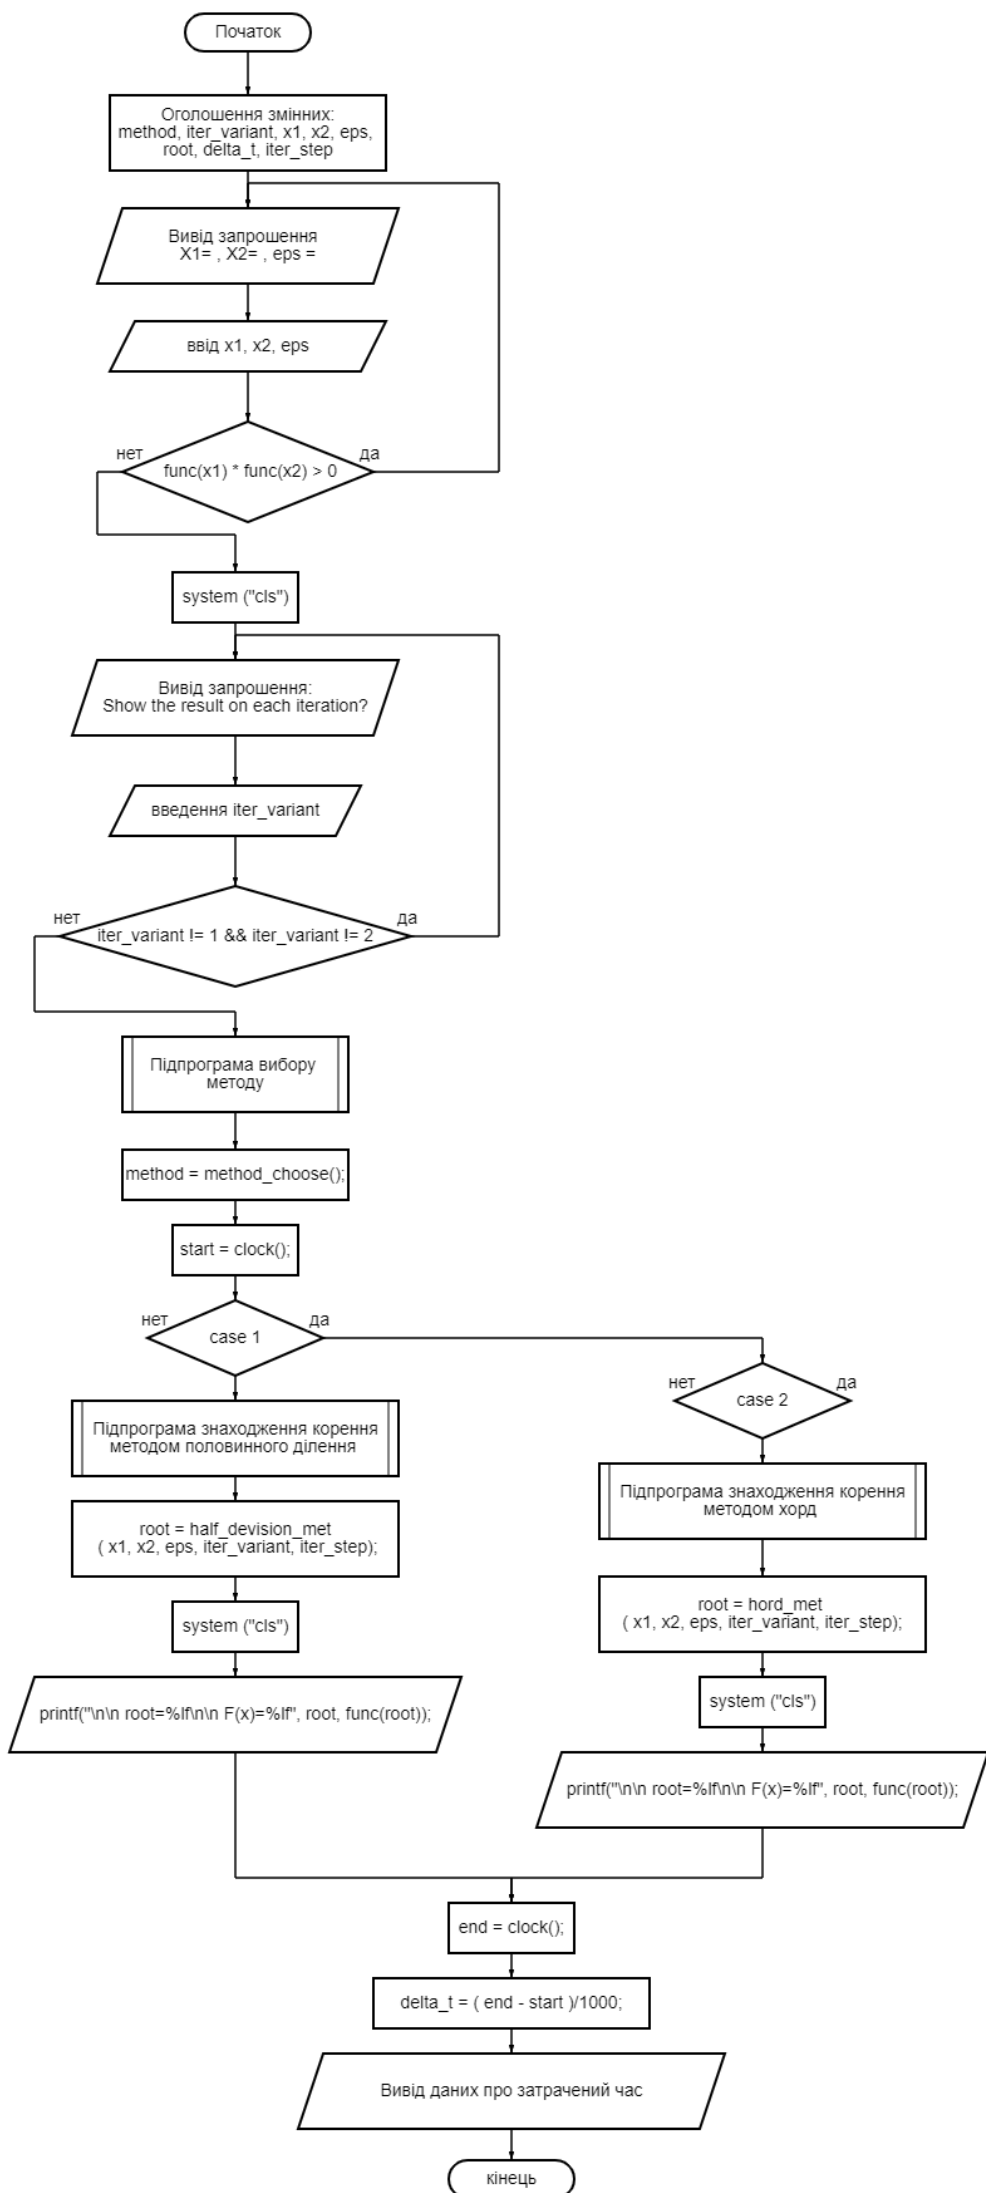 Початок
Оголошення змінних:
method, iter_variant, x1, x2, eps,
root, delta_t, iter_step
Вивід запрошення
X1= , X2= , eps =
ввід x1, x2, eps
нет
да
func(x1) * func(x2) > 0
system ("cls")
Вивід запрошення:
Show the result on each iteration?
введення iter_variant
нет
да
iter_variant != 1 && iter_variant != 2
Підпрограма вибору
методу
method = method_choose();
start = clock();
нет
да
case 1
нет
да
case 2
Підпрограма знаходження корення
методом половинного ділення
root = half_devision_met
( x1, x2, eps, iter_variant, iter_step);
system ("cls")
printf("\n\n root=%lf\n\n F(x)=%lf", root, func(root));
Підпрограма знаходження корення
методом хорд
root = hord_met
( x1, x2, eps, iter_variant, iter_step);
system ("cls")
printf("\n\n root=%lf\n\n F(x)=%lf", root, func(root));
end = clock();
delta_t = ( end - start )/1000;
Вивід даних про затрачений час
кінець